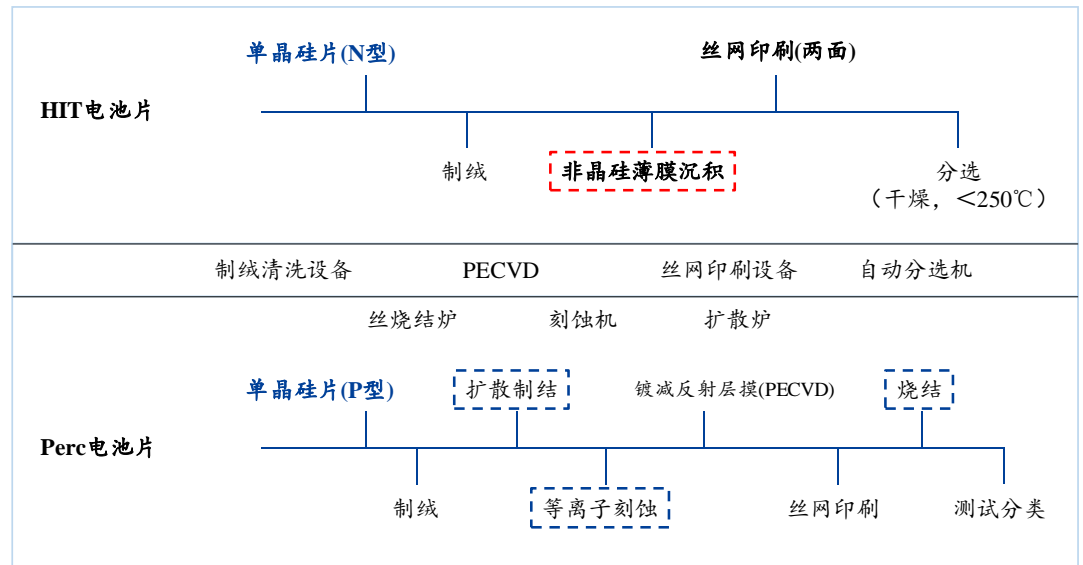 单晶硅片(N型)
丝网印刷(两面)
HIT电池片
制绒
非晶硅薄膜沉积
分选
（干燥，＜250℃）
制绒清洗设备
PECVD
丝网印刷设备
自动分选机
丝烧结炉
刻蚀机
扩散炉
单晶硅片(P型)
扩散制结
镀减反射层摸(PECVD)
烧结
Perc电池片
制绒
等离子刻蚀
丝网印刷
测试分类